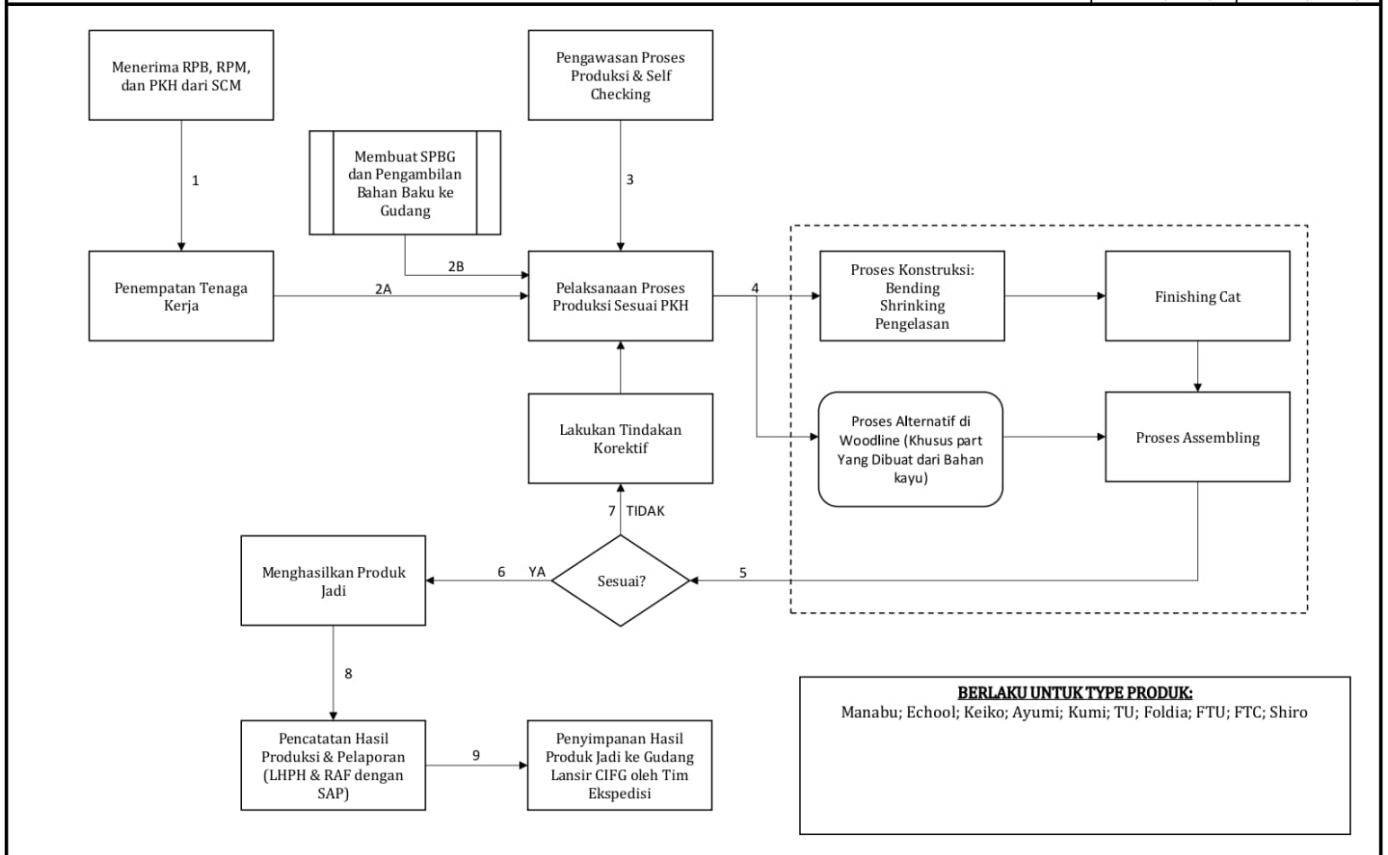 Menerima RPB, RPM,
dan PKH dari SCM
Pengawasan Proses
Produksi & Self
Checking
Membuat SPBG
dan Pengambilan
Bahan Baku ke
Gudang
1
3
2B
Penempatan Tenaga
Kerja
2A
Pelaksanaan Proses
Produksi Sesuai PKH
4
Proses Konstruksi:
Bending
Shrinking
Pengelasan
Finishing Cat
Lakukan Tindakan
Korektif
Proses Alternatif di
Woodline (Khusus part
Yang Dibuat dari Bahan
kayu)
Proses Assembling
7 TIDAK
Menghasilkan Produk
Jadi
6 YA
Sesuai?
5
8
Pencatatan Hasil
Produksi & Pelaporan
(LHPH & RAF dengan
SAP)
9
Penyimpanan Hasil
Produk Jadi ke Gudang
Lansir CIFG oleh Tim
Ekspedisi
BERLAKU UNTUK TYPE PRODUK:
Manabu; Echool; Keiko; Ayumi; Kumi; TU; Foldia; FTU; FTC; Shiro